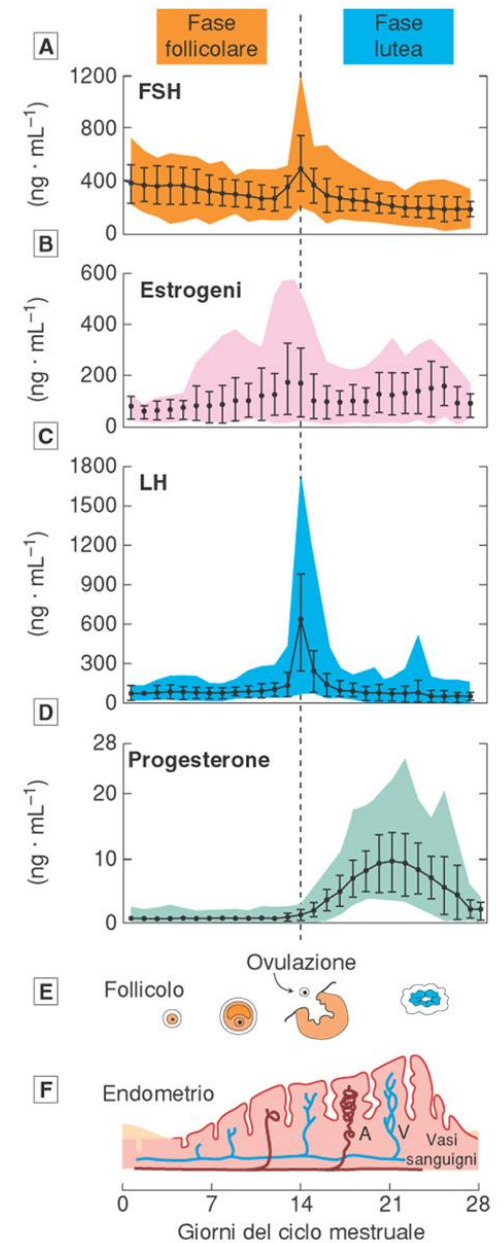 Fase
follicolare
Fase
lutea
A
FSH
1200
800
400
0
(ng · mL⁻¹)
B
Estrogeni
600
400
200
0
(ng · mL⁻¹)
C
LH
1800
1500
1200
900
600
300
0
(ng · mL⁻¹)
D
Progesterone
28
20
10
0
(ng · mL⁻¹)
Ovulazione
E
Follicolo
F
Endometrio
A
V
Vasi
sanguigni
0 7 14 21 28
Giorni del ciclo mestruale